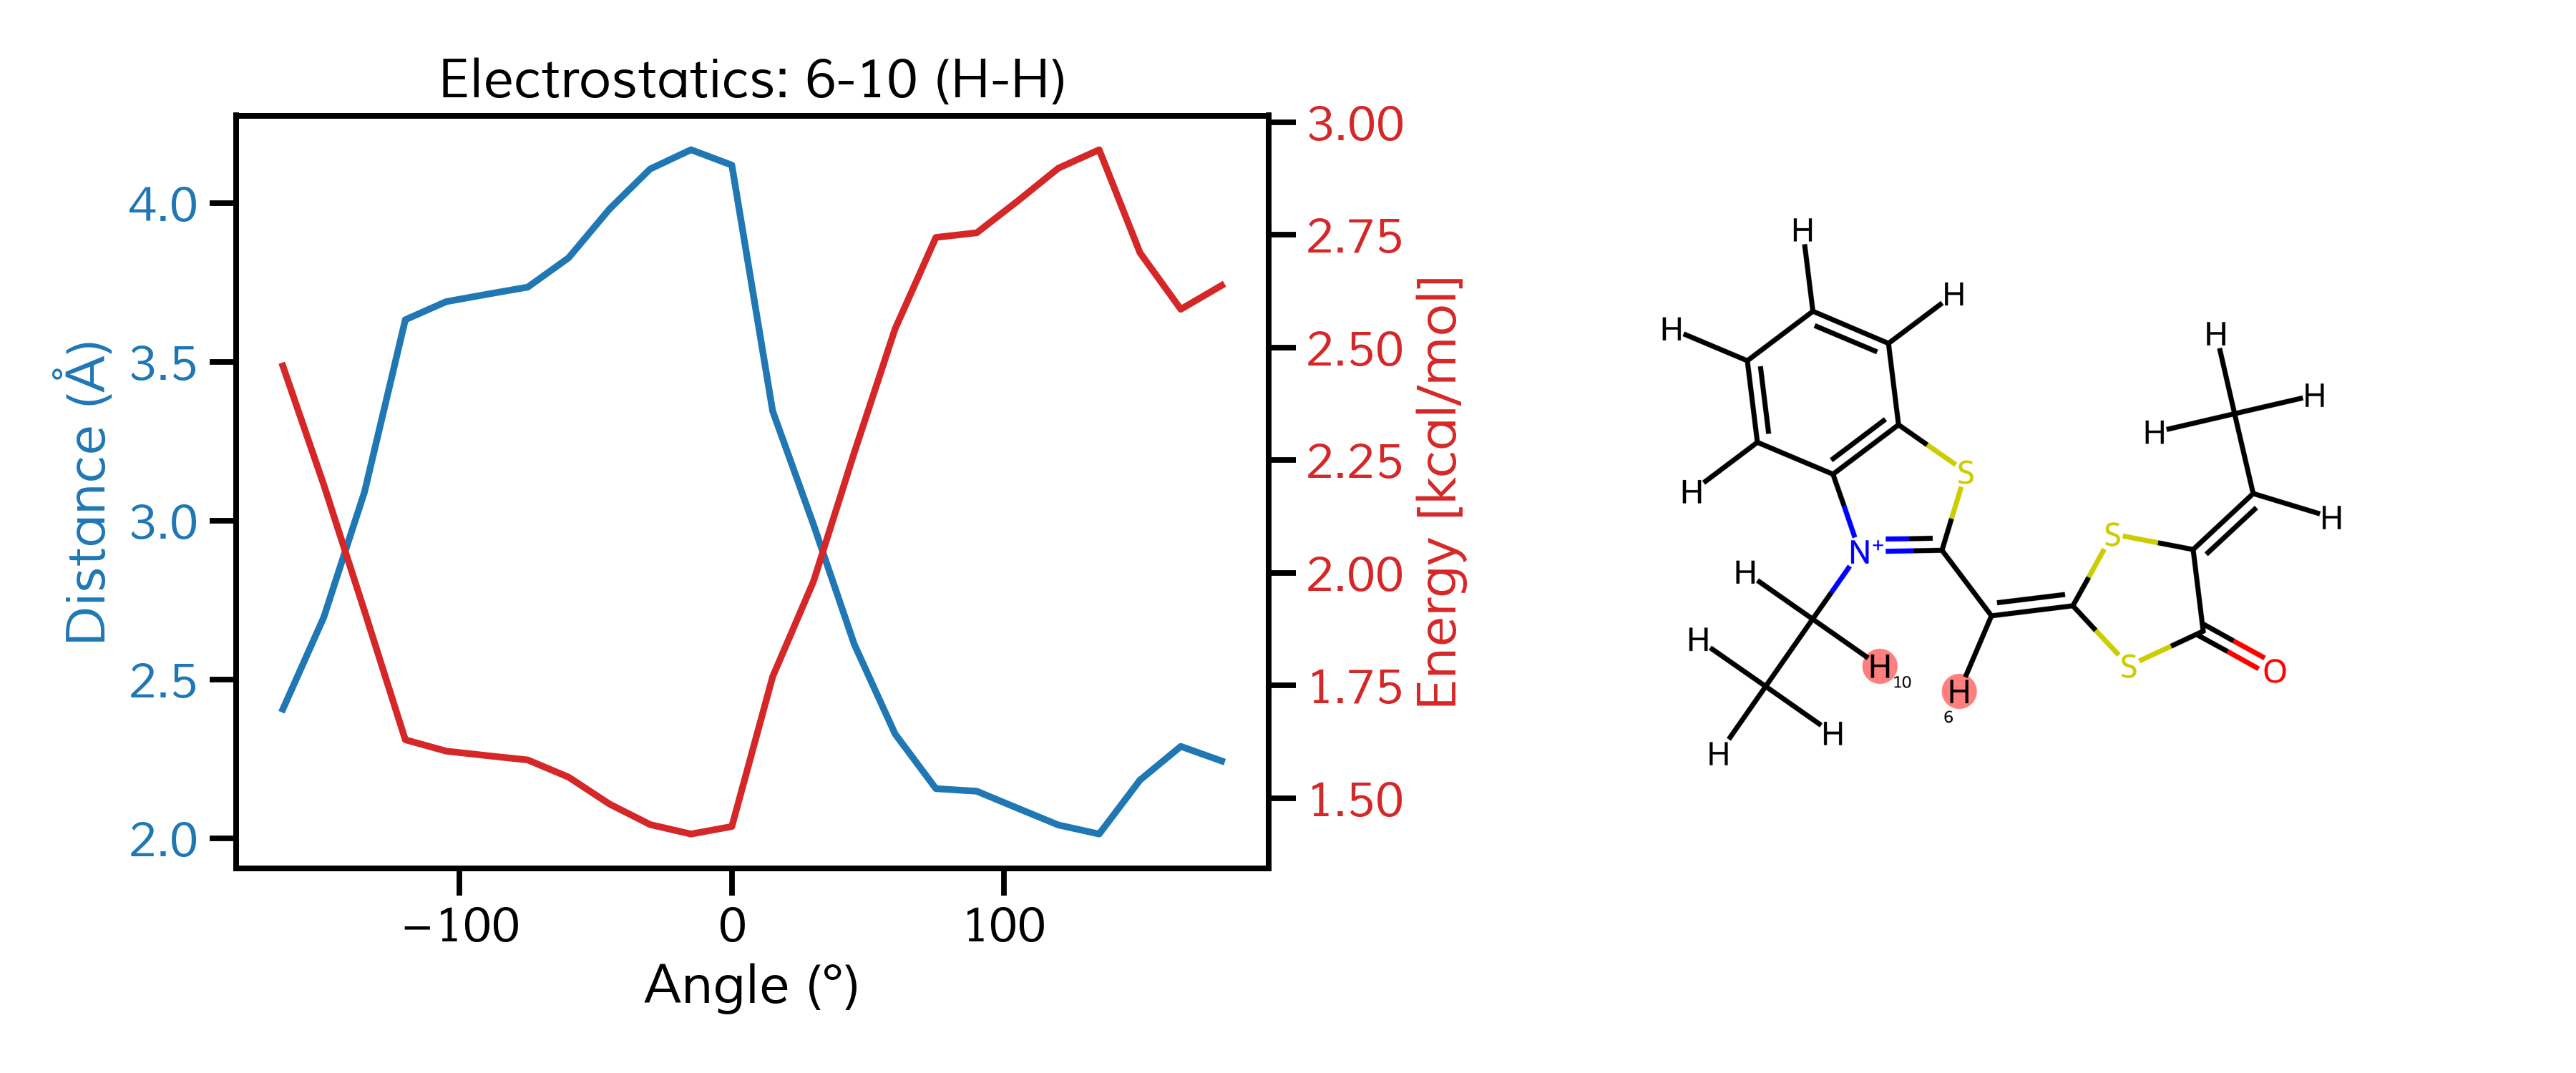 Electrostatics: 6-10 (H-H)
Distance (Å)
4.0
3.5
3.0
2.5
2.0
−100
0
100
Angle (°)
3.00
2.75
2.50
2.25
2.00
1.75
1.50
Energy [kcal/mol]
H
H
H
H
H
H
H
S
H
H
S
N+
H
H
H
10
H
6
S
O
H
H